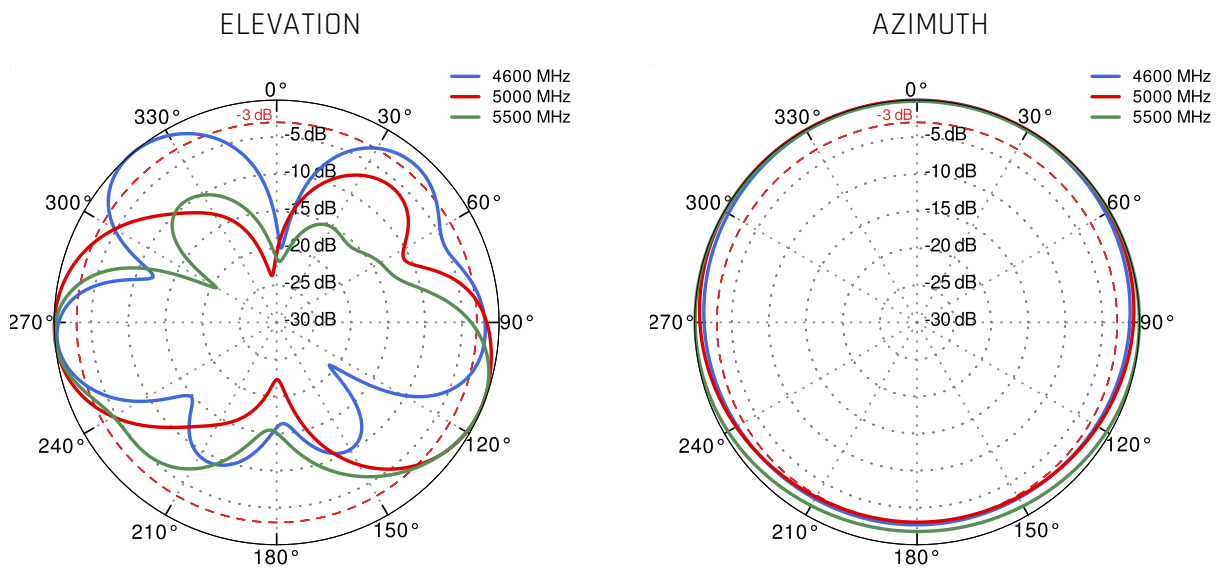 ELEVATION
4600 MHz
5000 MHz
5500 MHz
0°
-3 dB
330°
30°
-5 dB
-10 dB
300°
60°
-15 dB
-20 dB
-25 dB
270°
-30 dB
90°
240°
120°
210°
150°
180°
AZIMUTH
4600 MHz
5000 MHz
5500 MHz
0°
-3 dB
330°
30°
-5 dB
-10 dB
300°
60°
-15 dB
-20 dB
-25 dB
270°
-30 dB
90°
240°
120°
210°
150°
180°